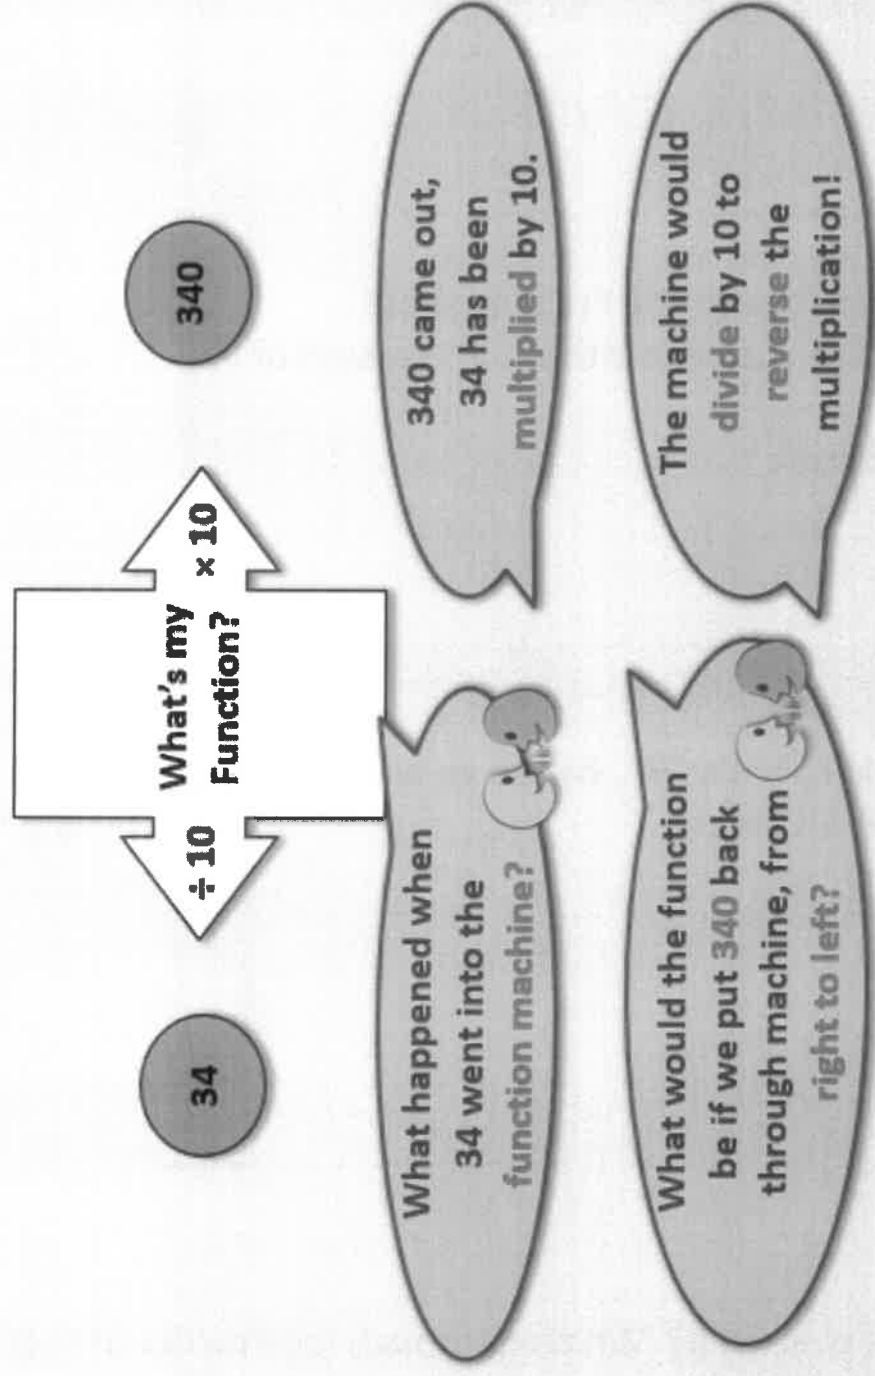 34
÷ 10
What's my
Function?
× 10
340
What happened when
34 went into the
function machine?
340 came out,
34 has been
multiplied by 10.
What would the function
be if we put 340 back
through machine, from
right to left?
The machine would
divide by 10 to
reverse the
multiplication!